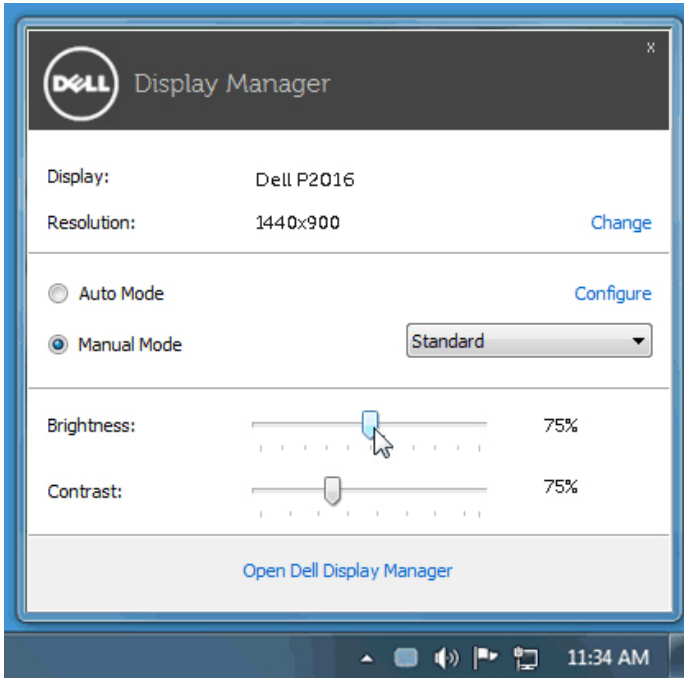 x
DELL Display Manager
Display: Dell P2016
Resolution: 1440x900 Change
Auto Mode Configure
Manual Mode Standard
Brightness: 75%
Contrast: 75%
Open Dell Display Manager
11:34 AM